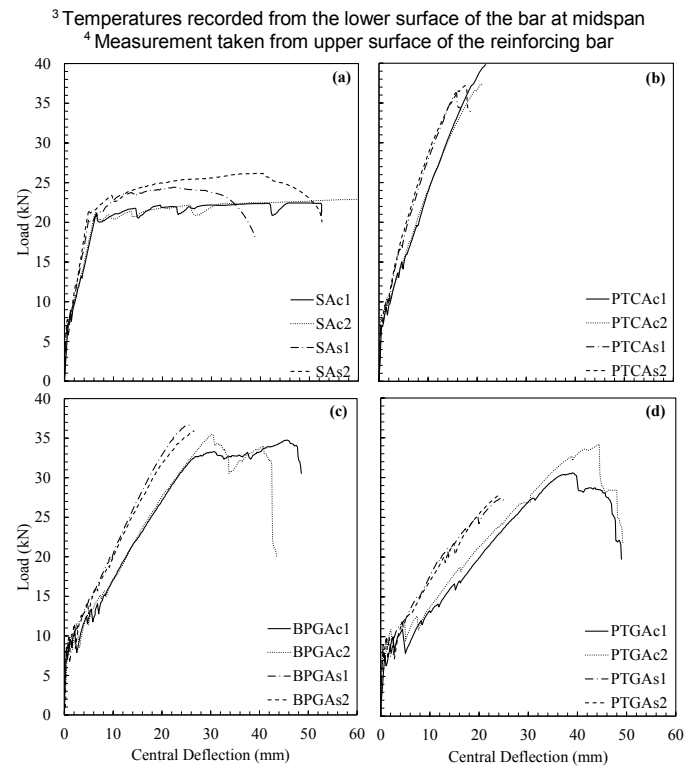 ³ Temperatures recorded from the lower surface of the bar at midspan
⁴ Measurement taken from upper surface of the reinforcing bar
(a)
40
35
30
25
20
15
10
5
0
Load (kN)
SAc1
SAc2
SAs1
SAs2
(b)
PTCAc1
PTCAc2
PTCAs1
PTCAs2
(c)
40
35
30
25
20
15
10
5
0
Load (kN)
BPGAc1
BPGAc2
BPGAs1
BPGAs2
0 10 20 30 40 50 60
Central Deflection (mm)
(d)
PTGAc1
PTGAc2
PTGAs1
PTGAs2
0 10 20 30 40 50 60
Central Deflection (mm)